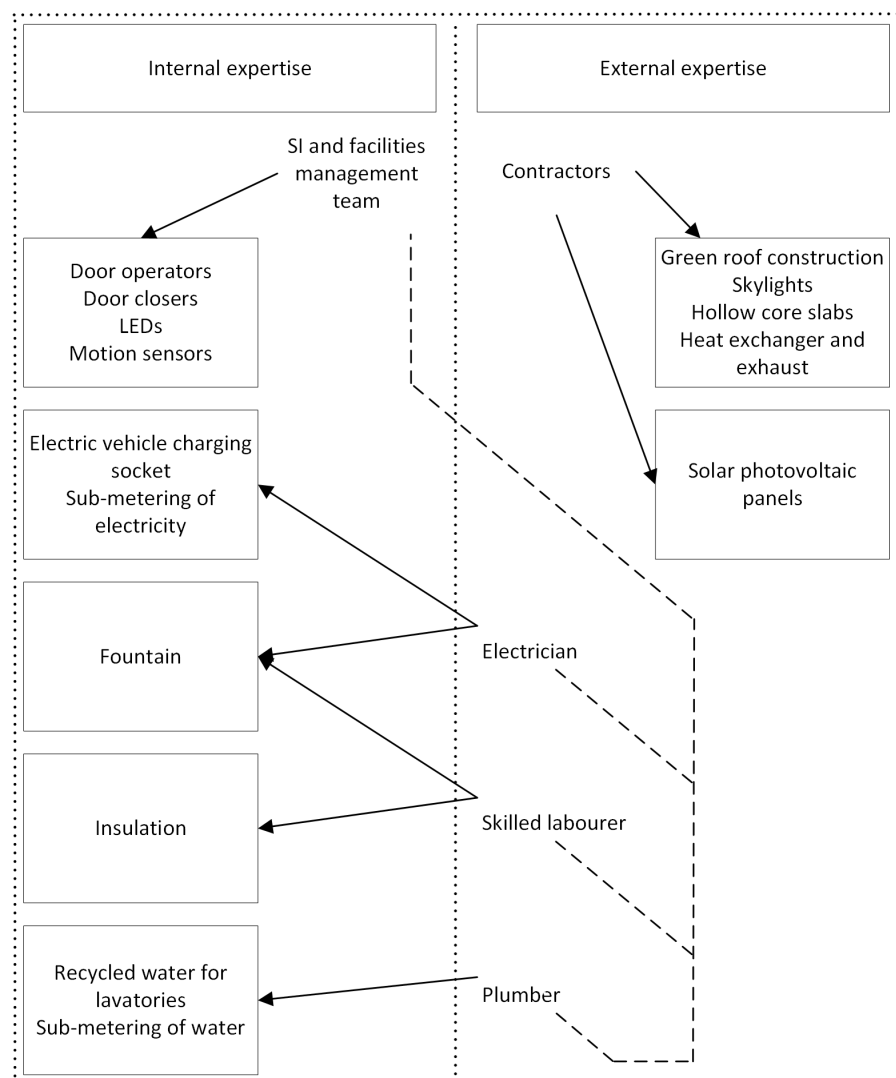 Internal expertise
External expertise
SI and facilities
management
team
Contractors
Door operators
Door closers
LEDs
Motion sensors
Green roof construction
Skylights
Hollow core slabs
Heat exchanger and
exhaust
Electric vehicle charging
socket
Sub-metering of
electricity
Solar photovoltaic
panels
Fountain
Electrician
Insulation
Skilled labourer
Recycled water for
lavatories
Sub-metering of water
Plumber